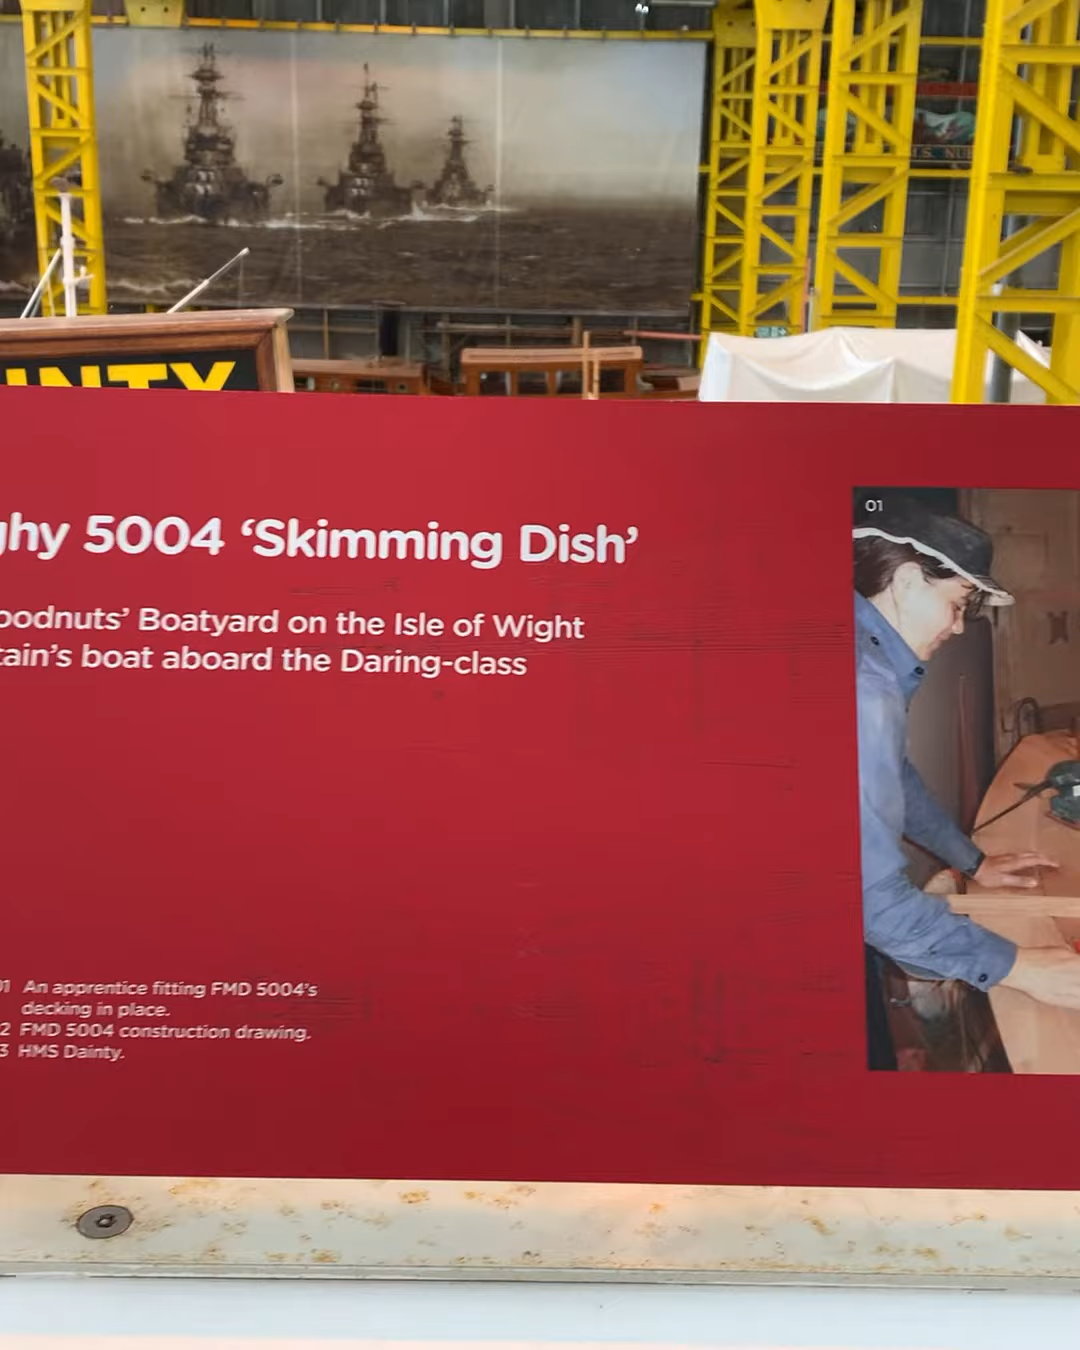 NTY
ghy 5004 ‘Skimming Dish’
oodnuts’ Boatyard on the Isle of Wight
tain’s boat aboard the Daring-class
01
01 An apprentice fitting FMD 5004’s
decking in place.
2 FMD 5004 construction drawing.
3 HMS Dainty.